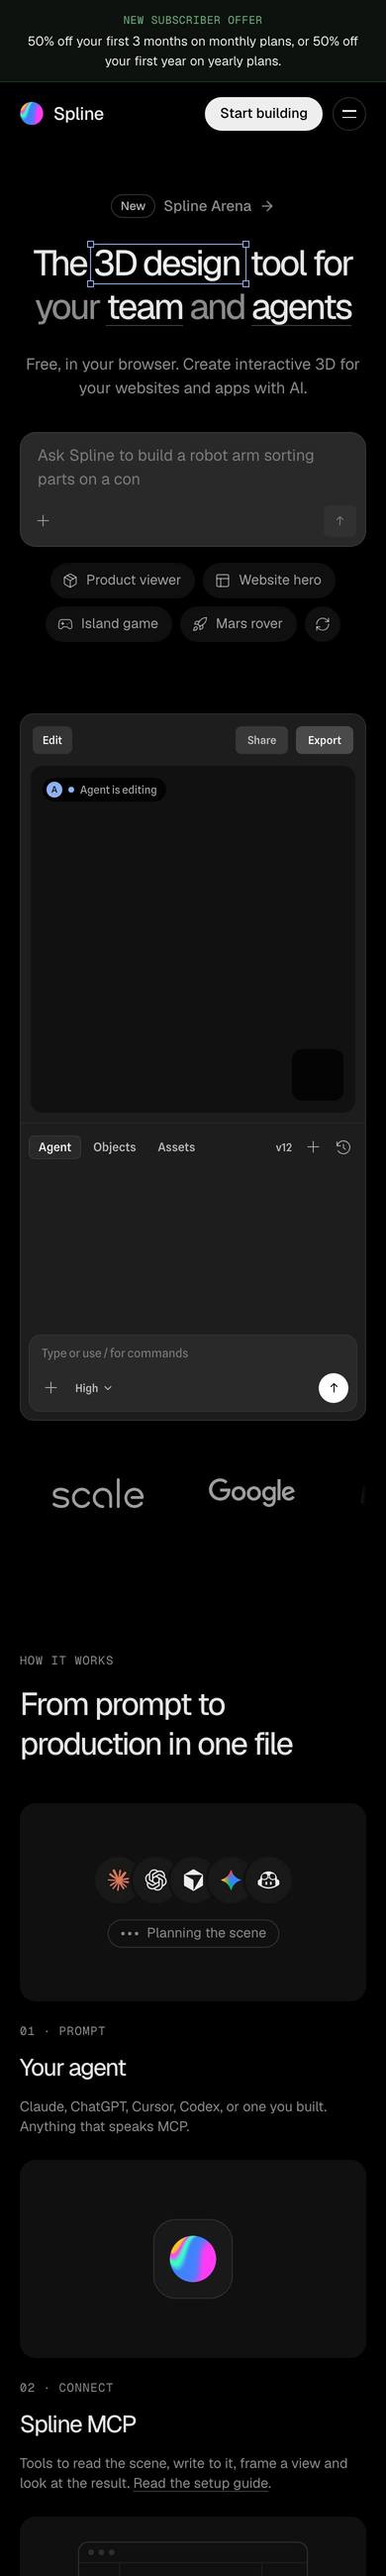 NEW SUBSCRIBER OFFER
50% off your first 3 months on monthly plans, or 50% off
your first year on yearly plans.
Spline
Start building
New
Spline Arena →
The 3D design tool for
your team and agents
Free, in your browser. Create interactive 3D for
your websites and apps with AI.
Ask Spline to build a robot arm sorting
parts on a con
Product viewer
Website hero
Island game
Mars rover
Edit
Share
Export
A
Agent is editing
Agent
Objects
Assets
v12
Type or use / for commands
High
scale
Google
HOW IT WORKS
From prompt to
production in one file
Planning the scene
01 · PROMPT
Your agent
Claude, ChatGPT, Cursor, Codex, or one you built.
Anything that speaks MCP.
02 · CONNECT
Spline MCP
Tools to read the scene, write to it, frame a view and
look at the result. Read the setup guide.